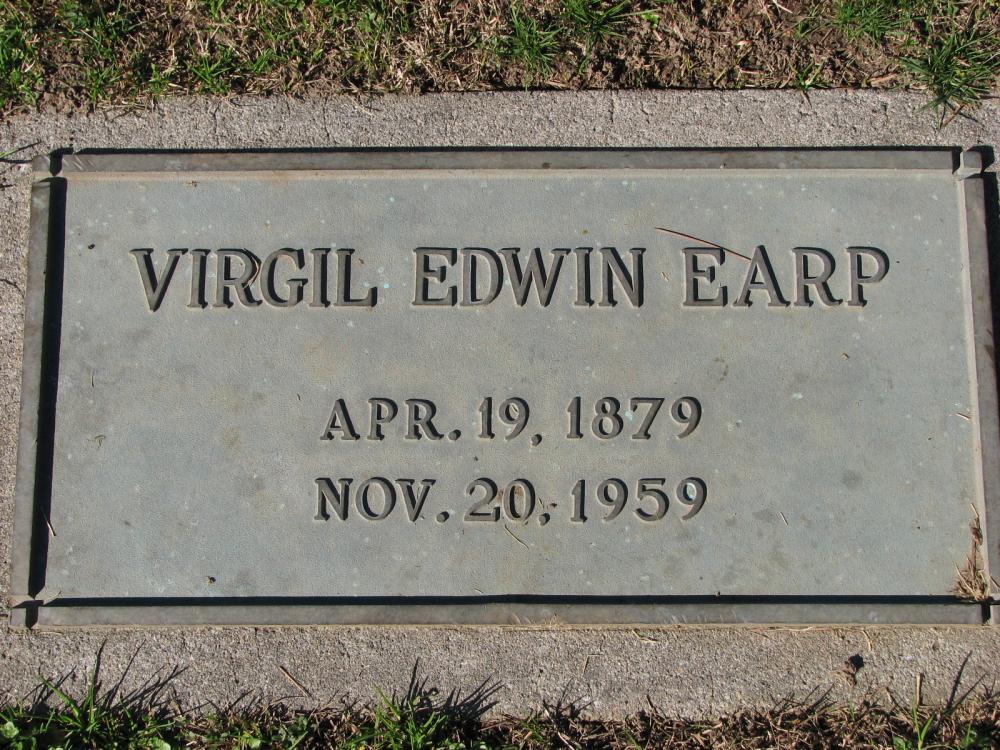 VIRGIL EDWIN EARP
APR. 19, 1879
NOV. 20, 1959